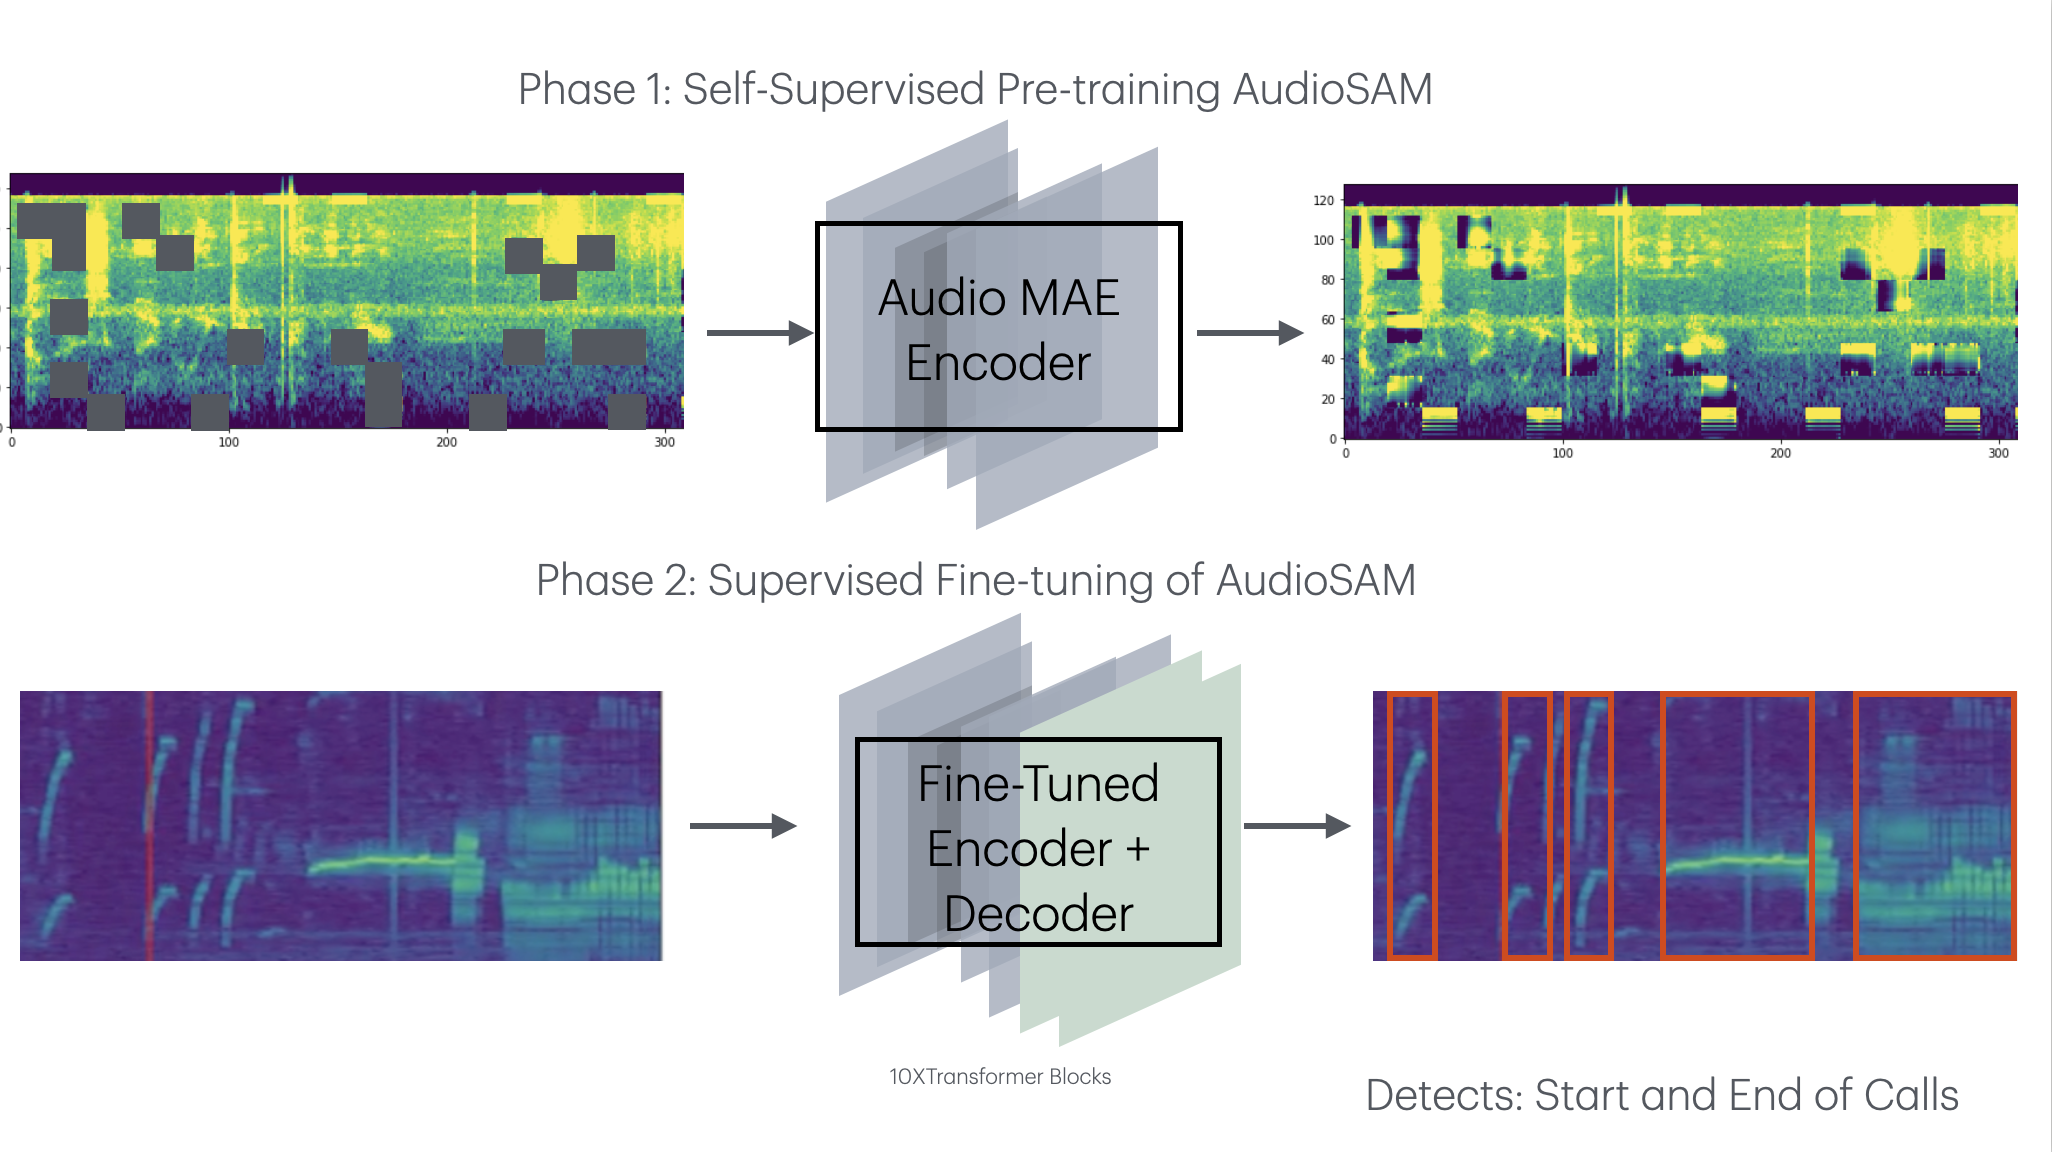 Phase 1: Self-Supervised Pre-training AudioSAM
0
100
200
300
Audio MAE
Encoder
120
100
80
60
40
20
0
0
100
200
300
Phase 2: Supervised Fine-tuning of AudioSAM
Fine-Tuned
Encoder +
Decoder
10XTransformer Blocks
Detects: Start and End of Calls